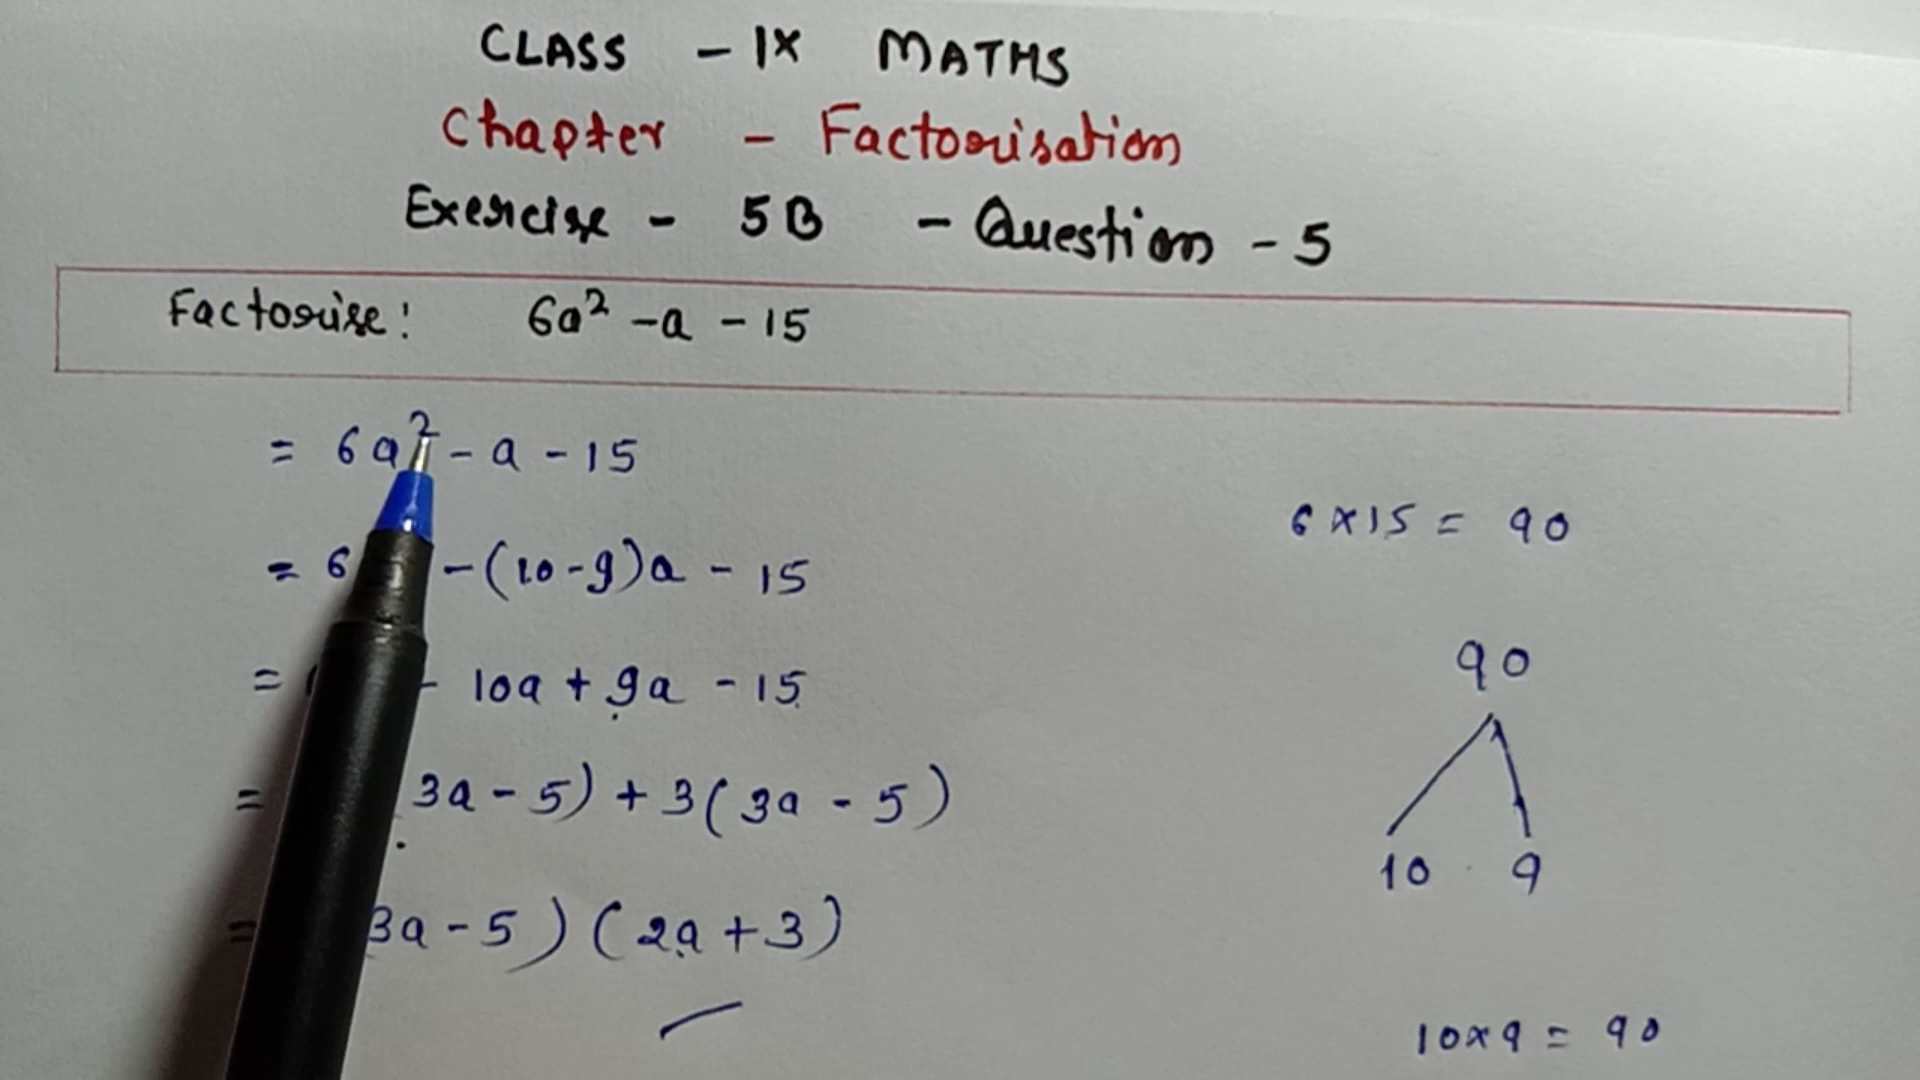 CLASS - IX MATHS
Chapter - Factorisation
Exercise - 5B - Question - 5
Factorise: 6a² - a - 15
= 6a² - a - 15
= 6 - (10-9)a - 15
= - 10a + 9a - 15
= 3a - 5) + 3(3a - 5)
= 3a - 5) (2a + 3)
6 × 15 = 90
90
10 9
10 × 9 = 90